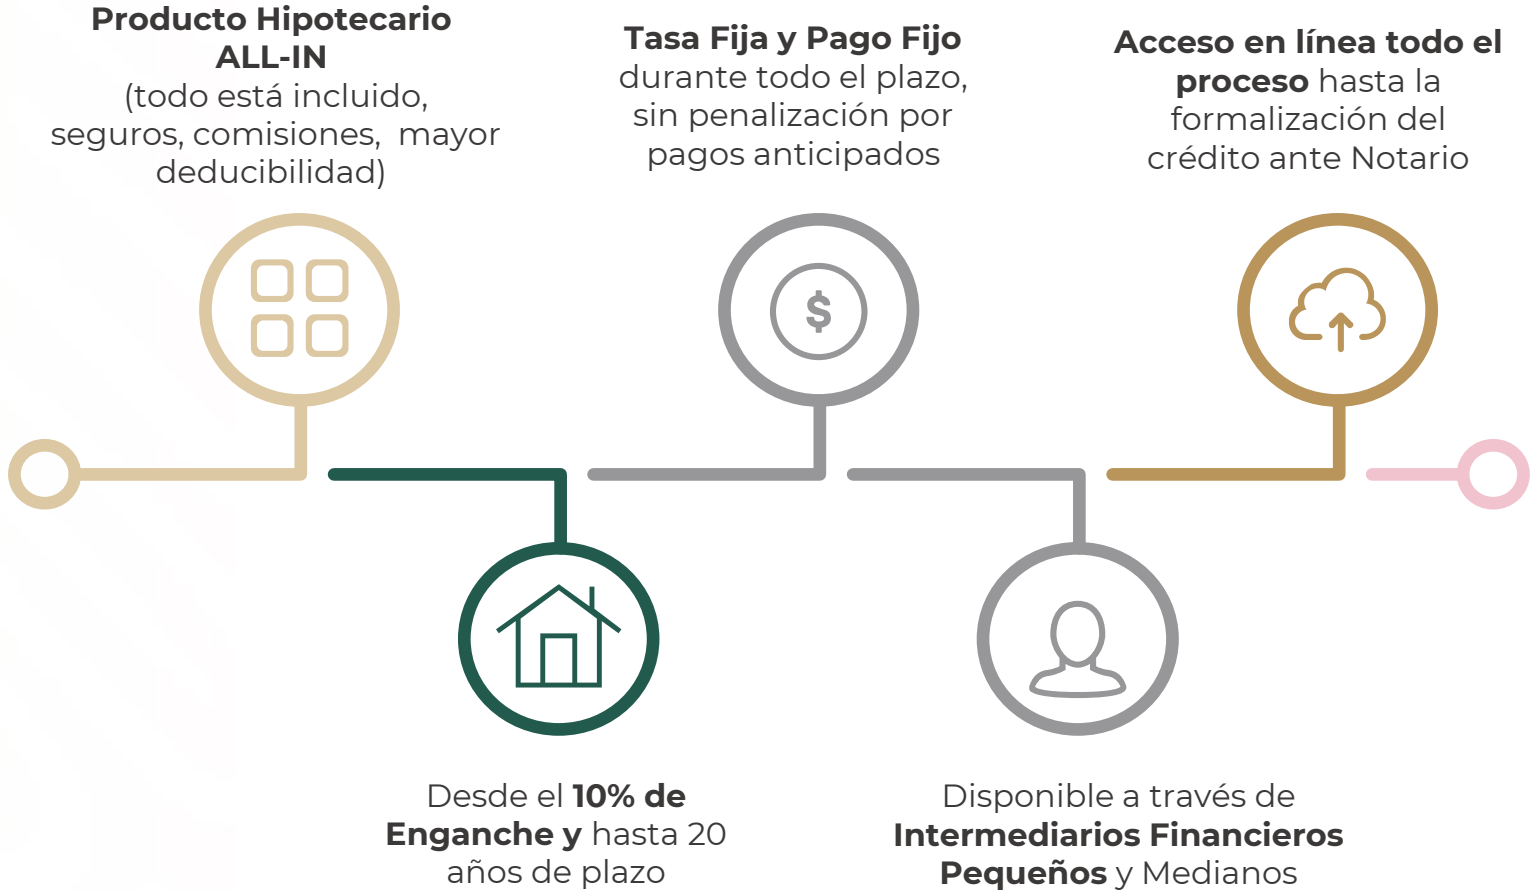 Producto Hipotecario
ALL-IN
(todo está incluido,
seguros, comisiones, mayor
deducibilidad)
Tasa Fija y Pago Fijo
durante todo el plazo,
sin penalización por
pagos anticipados
Acceso en línea todo el
proceso hasta la
formalización del
crédito ante Notario
$
Desde el 10% de
Enganche y hasta 20
años de plazo
Disponible a través de
Intermediarios Financieros
Pequeños y Medianos